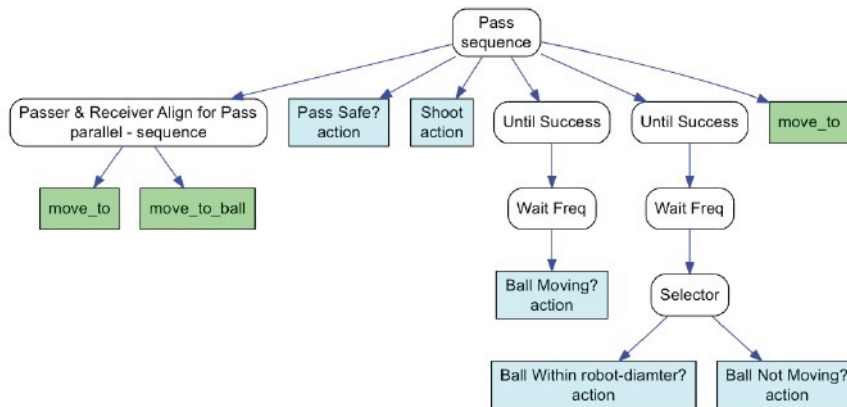 Pass
sequence
Passer & Receiver Align for Pass
parallel - sequence
Pass Safe?
action
Shoot
action
Until Success
Until Success
move_to
move_to
move_to_ball
Wait Freq
Wait Freq
Ball Moving?
action
Selector
Ball Within robot-diamter?
action
Ball Not Moving?
action